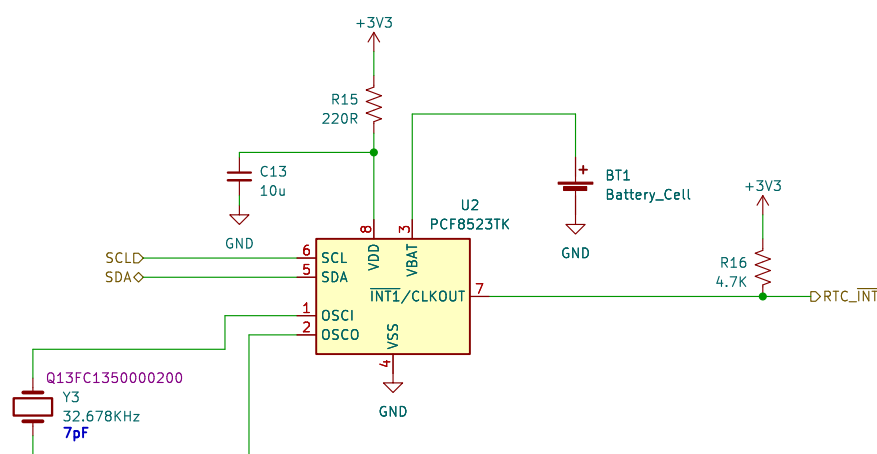 +3V3
R15
220R
C13
10u
GND
BT1
Battery_Cell
GND
+3V3
R16
4.7K
U2
PCF8523TK
8
3
VDD
VBAT
SCL
6
SCL
SDA
5
SDA
INT1/CLKOUT
7
RTC_INT
1
OSCI
2
OSCO
VSS
4
GND
Q13FC1350000200
Y3
32.678KHz
7pF